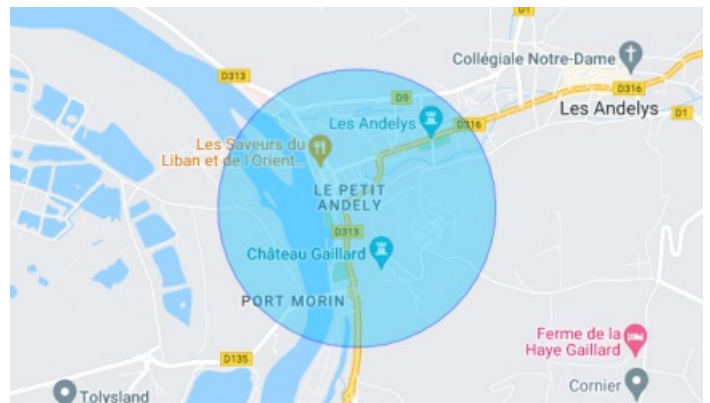 D1
Collégiale Notre-Dame
D313
D316
D9
Les Andelys
D1
Les Andelys
D316
Les Saveurs du
Liban et de l'Orient...
LE PETIT
ANDELY
D313
Château Gaillard
PORT MORIN
Ferme de la
Haye Gaillard
D135
Cornier
Tolysland